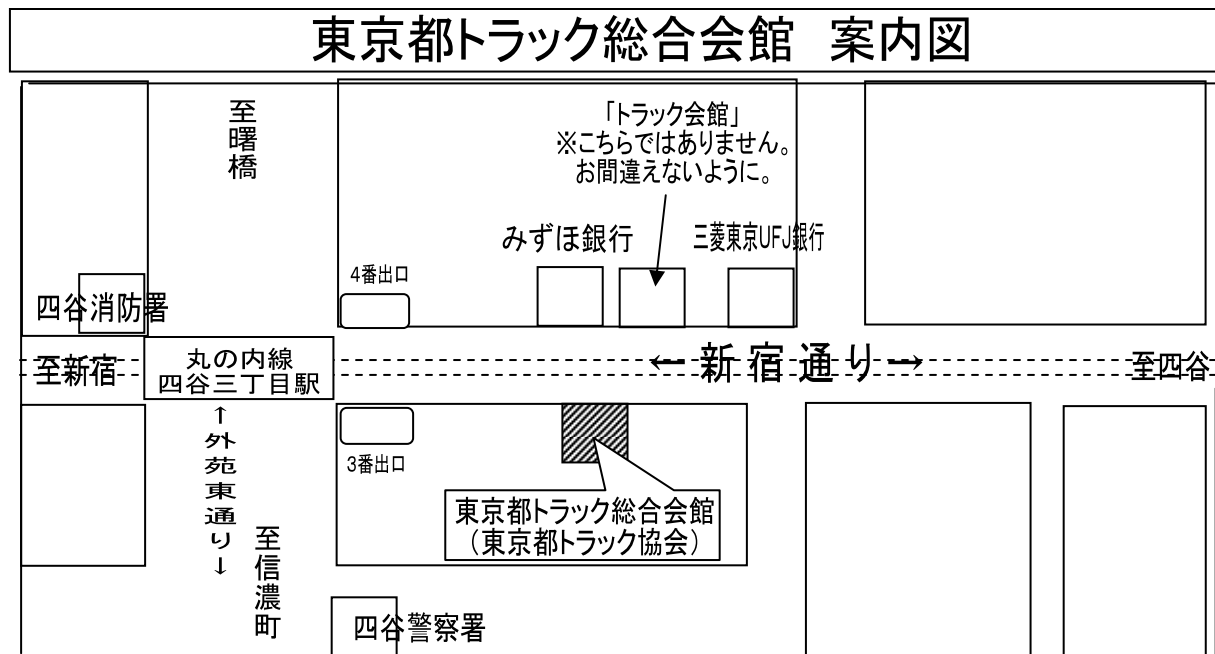 東京都トラック総合会館　案内図
至曙橋
「トラック会館」
※こちらではありません。
お間違えないように。
みずほ銀行
三菱東京UFJ銀行
4番出口
四谷消防署
至新宿
丸の内線
四谷三丁目駅
←新宿通り→
至四谷
↑外苑東通り↓
3番出口
東京都トラック総合会館
（東京都トラック協会）
至信濃町
四谷警察署